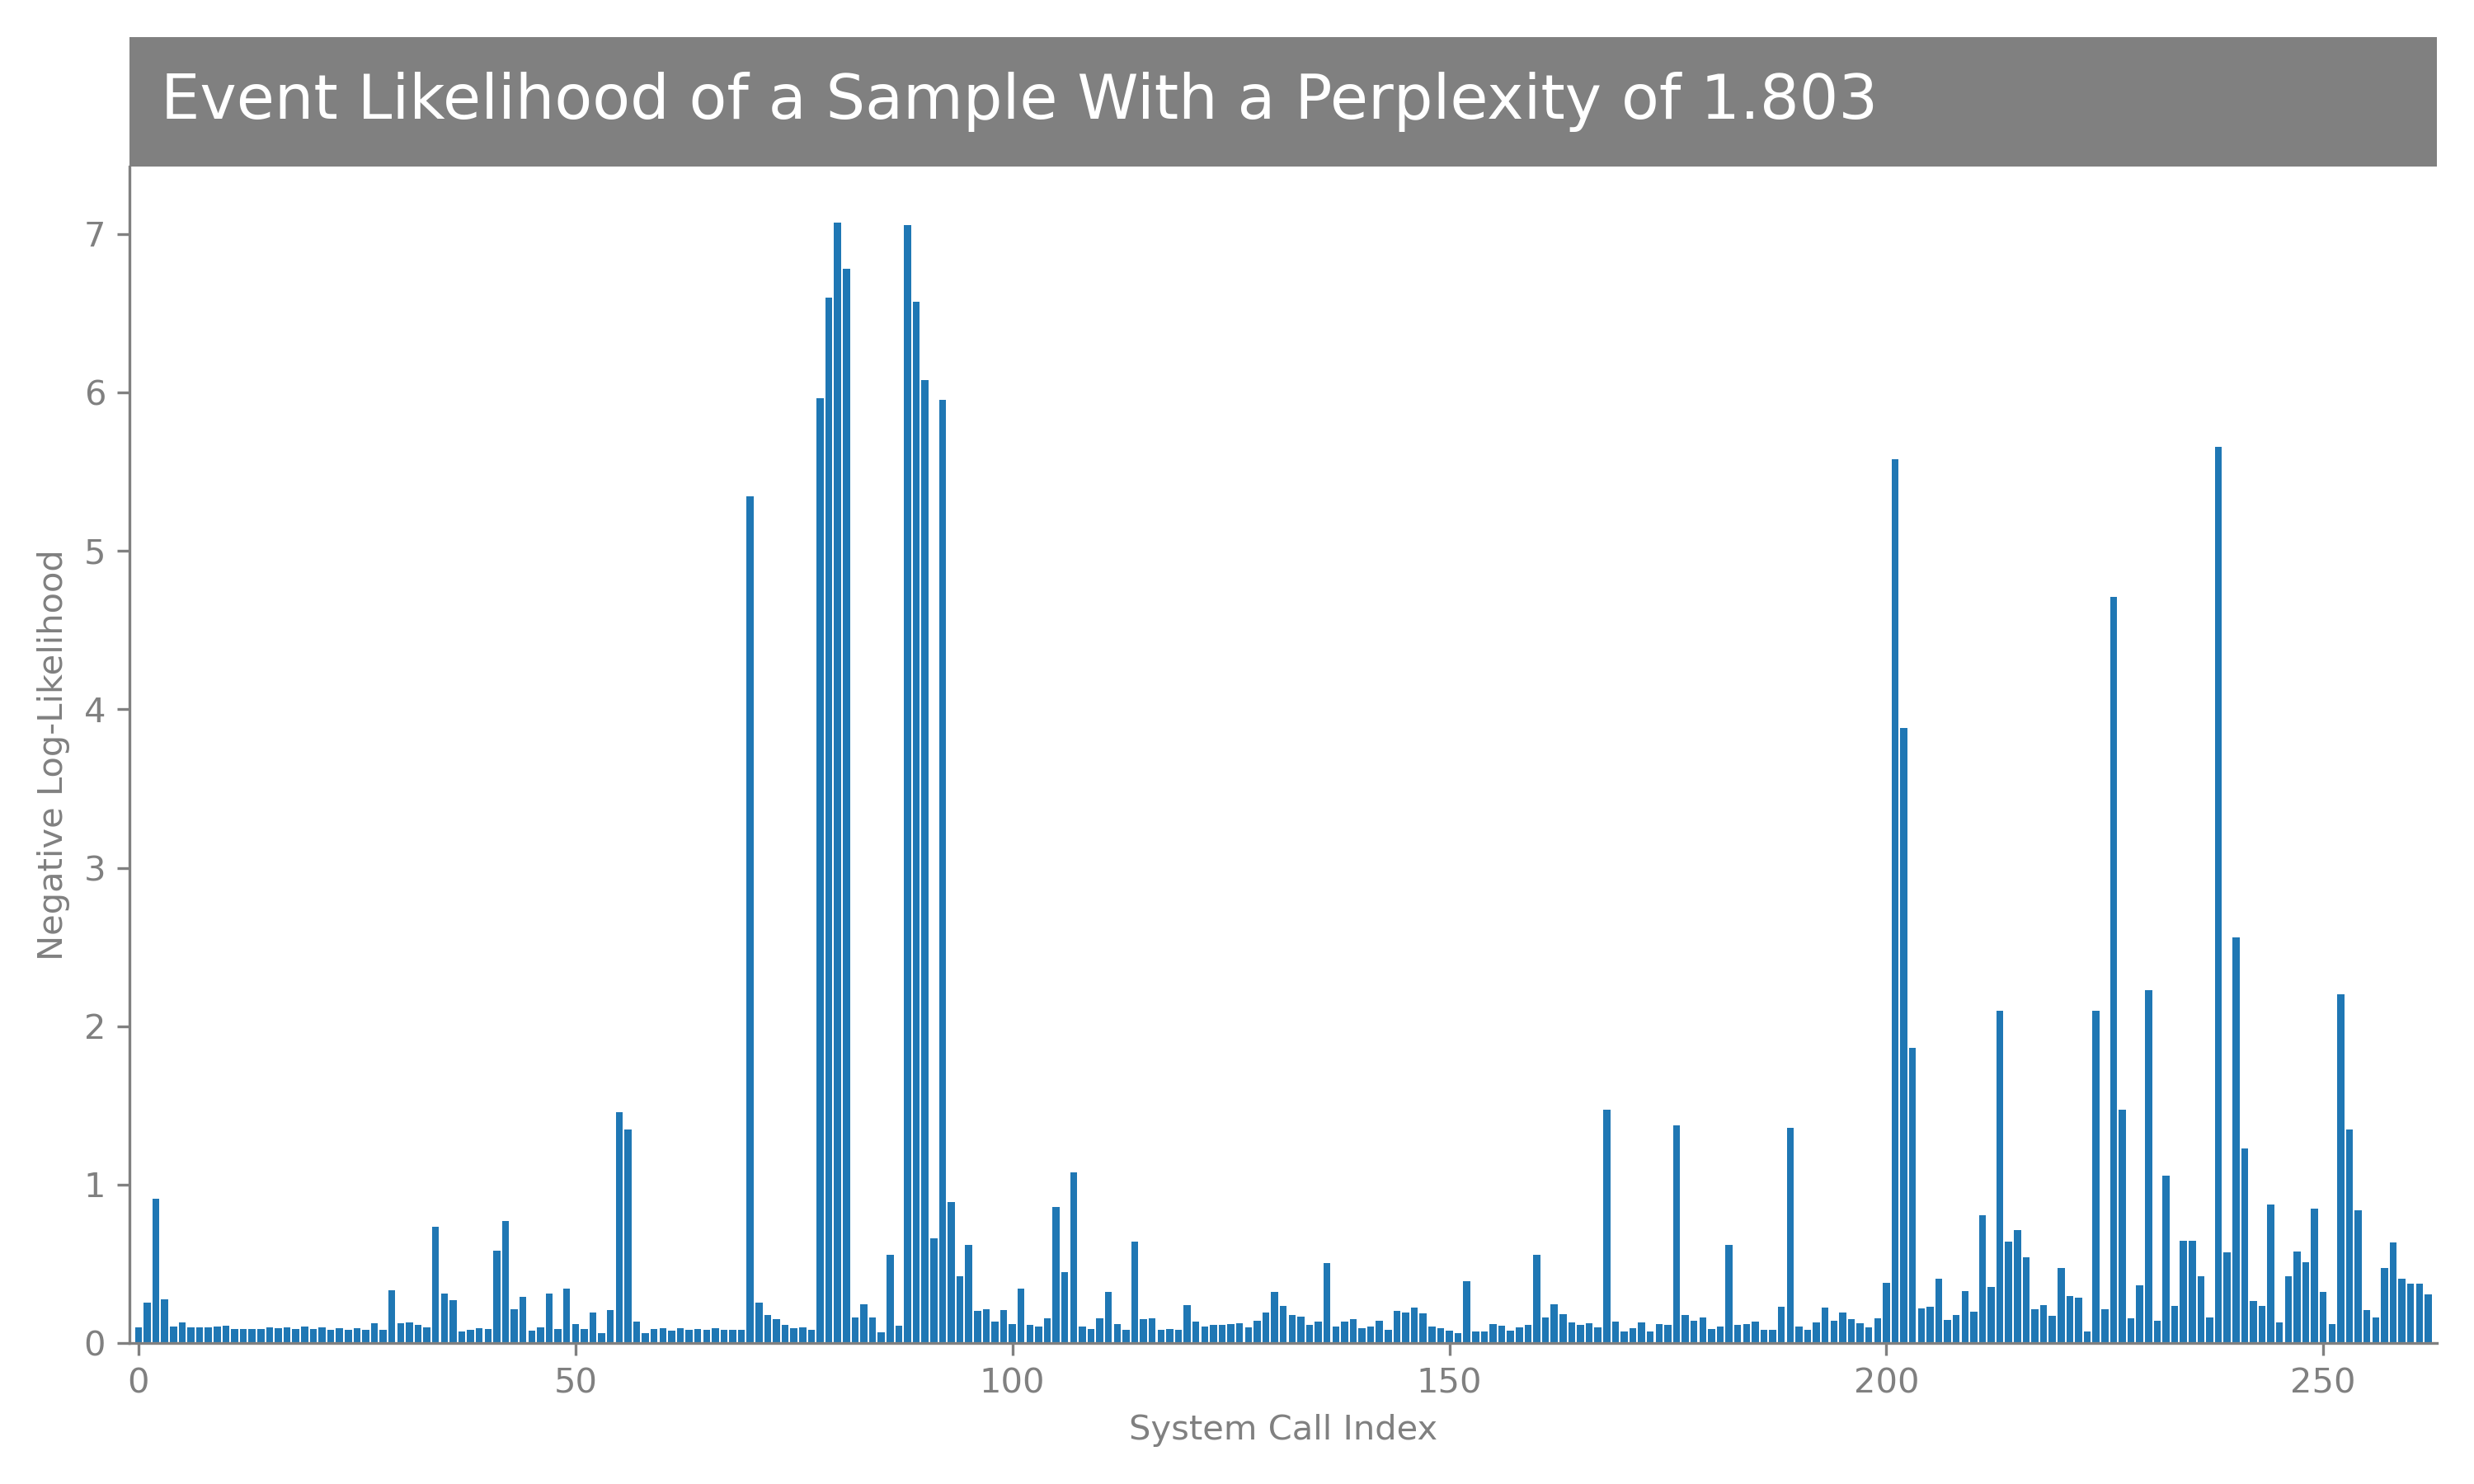 Event Likelihood of a Sample With a Perplexity of 1.803
Negative Log-Likelihood
7
6
5
4
3
2
1
0
0 50 100 150 200 250
System Call Index